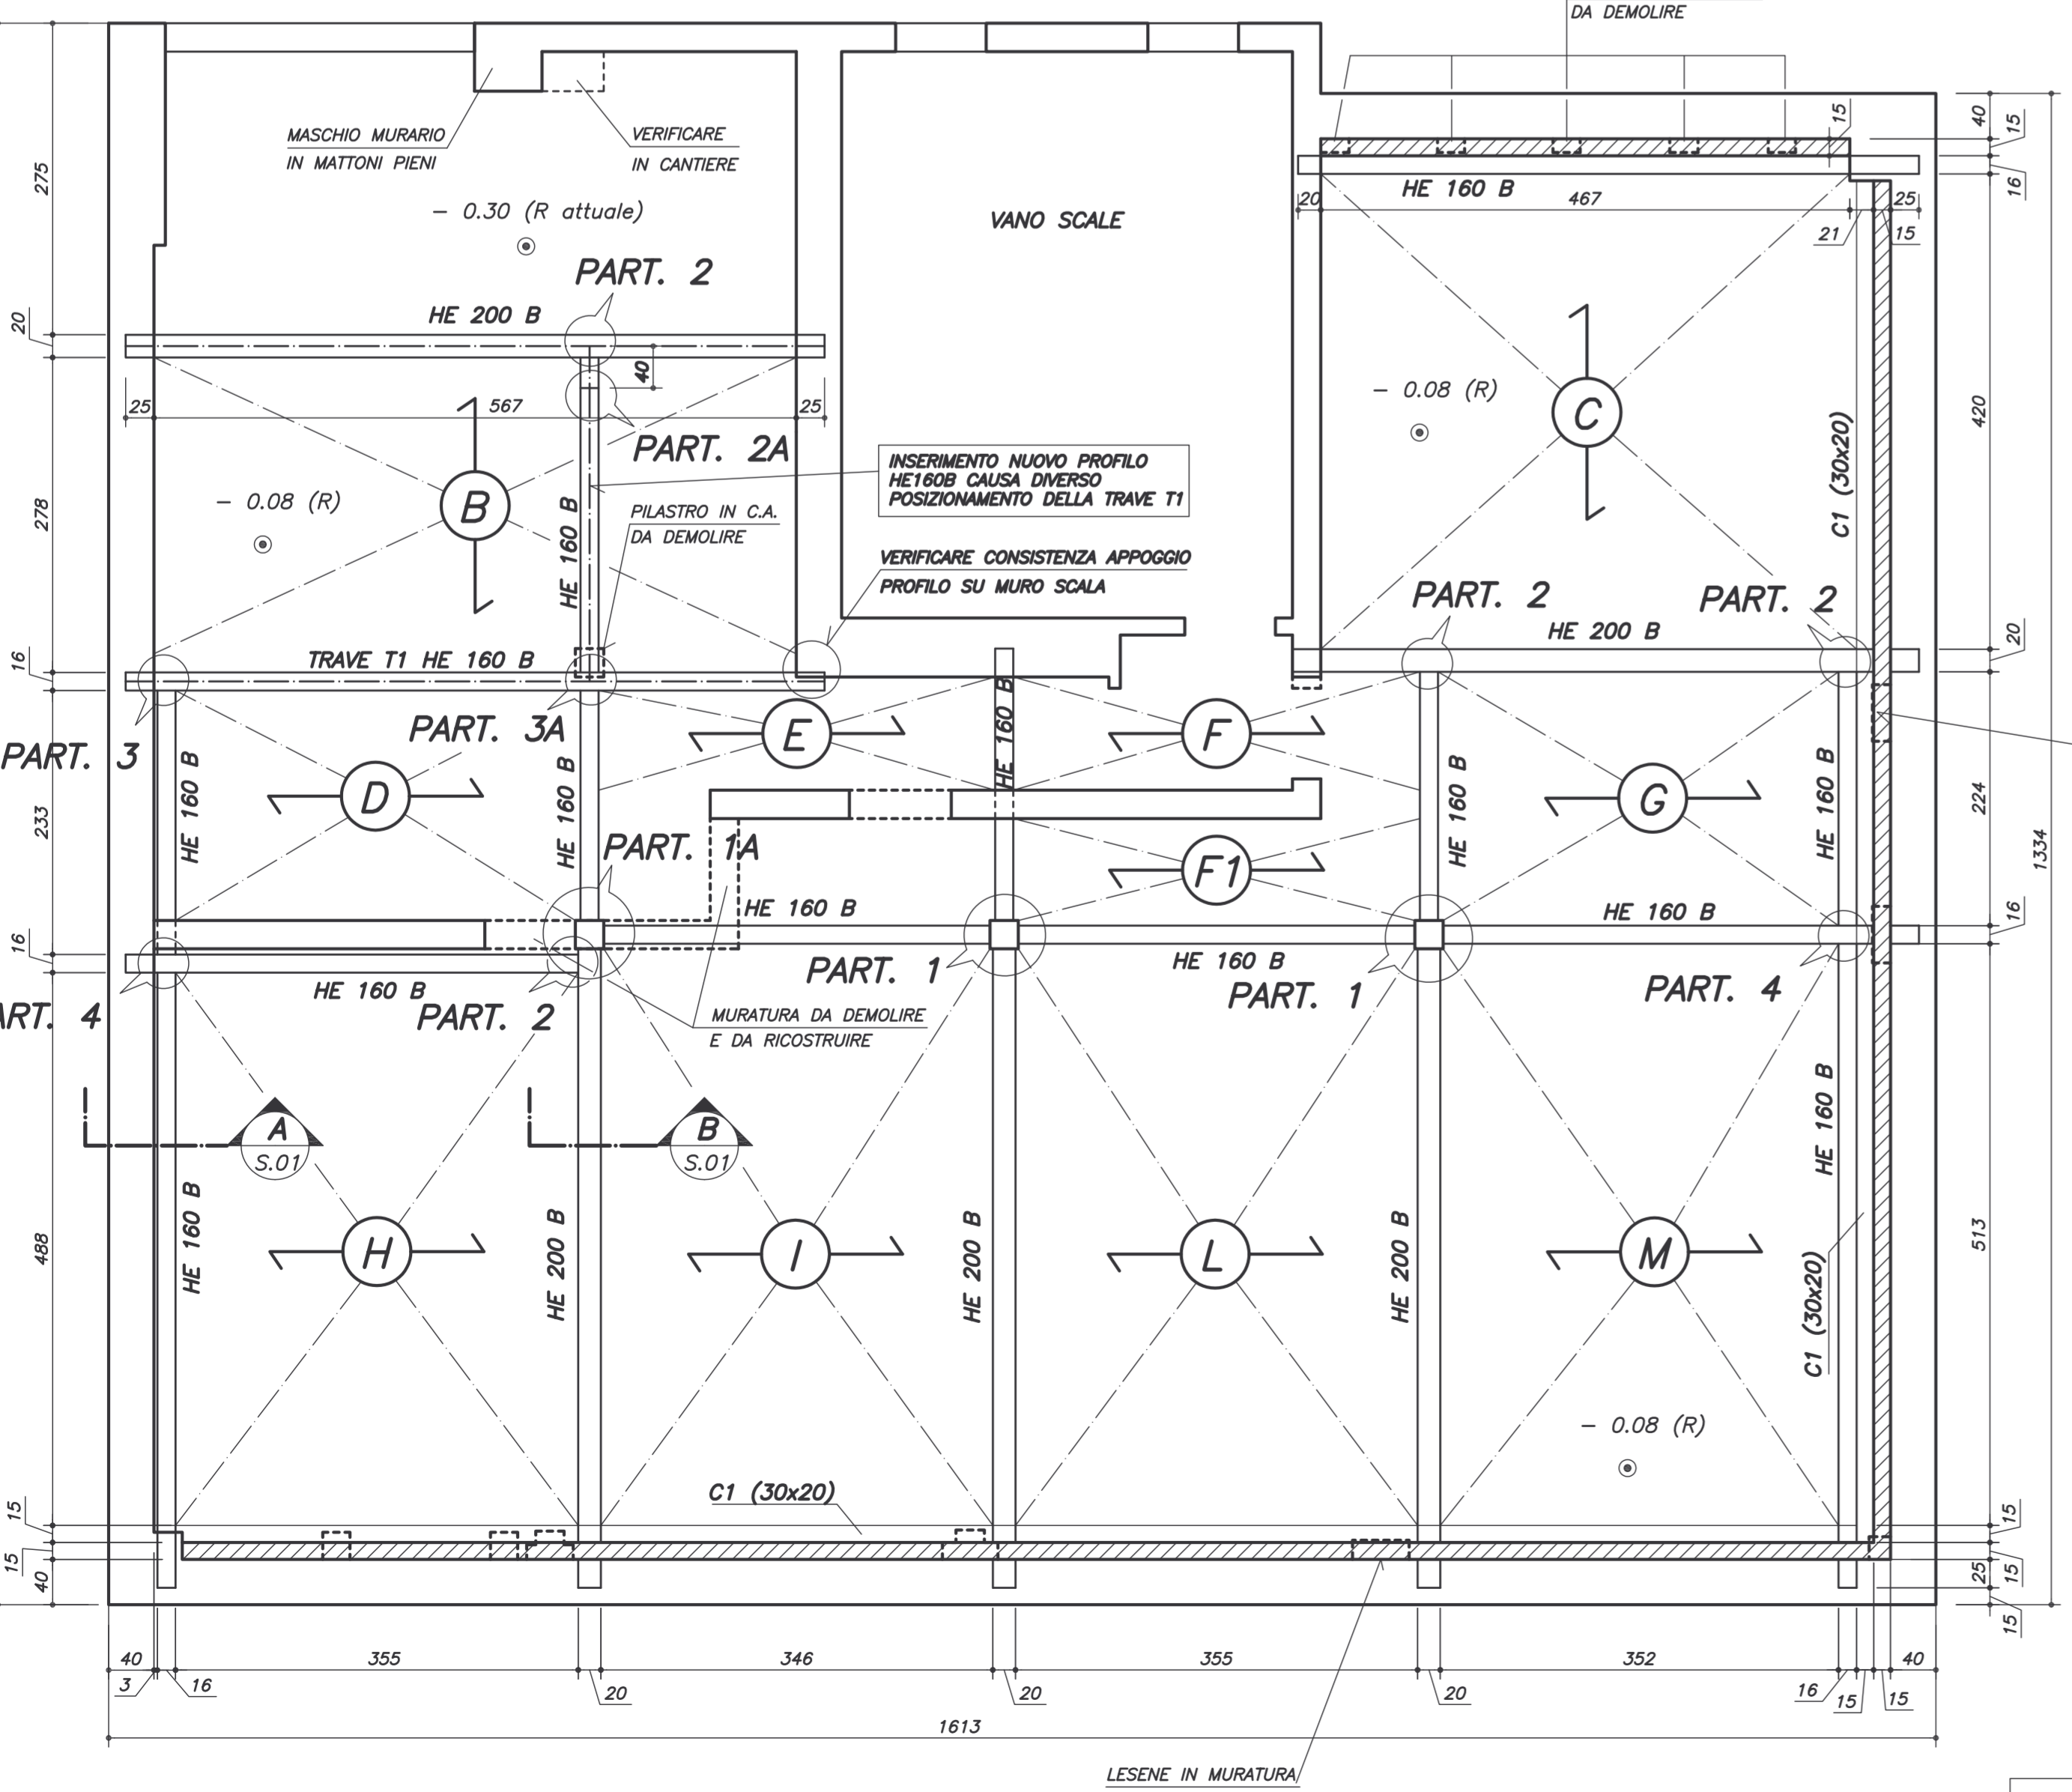 DA DEMOLIRE
MASCHIO MURARIO
IN MATTONI PIENI
VERIFICARE
IN CANTIERE
- 0.30 (R attuale)
VANO SCALE
HE 160 B
20
467
21
15
25
15
40
15
16
275
20
PART. 2
HE 200 B
40
25
567
25
PART. 2A
B
- 0.08 (R)
HE 160 B
278
INSERIMENTO NUOVO PROFILO
HE160B CAUSA DIVERSO
POSIZIONAMENTO DELLA TRAVE T1
PILASTRO IN C.A.
DA DEMOLIRE
VERIFICARE CONSISTENZA APPOGGIO
PROFILO SU MURO SCALA
- 0.08 (R)
C
C1 (30x20)
420
PART. 2
PART. 2
HE 200 B
20
16
TRAVE T1 HE 160 B
PART. 3
PART. 3A
HE 160 B
D
HE 160 B
233
E
HE 160 B
F
HE 160 B
G
HE 160 B
224
1334
PART. 1A
F1
HE 160 B
HE 160 B
16
16
HE 160 B
PART. 1
HE 160 B
PART. 1
PART. 4
ART. 4
HE 160 B
PART. 2
MURATURA DA DEMOLIRE
E DA RICOSTRUIRE
A
S.01
B
S.01
HE 160 B
488
HE 160 B
H
HE 200 B
I
HE 200 B
L
HE 200 B
M
C1 (30x20)
513
- 0.08 (R)
C1 (30x20)
15
15
40
15
25
15
15
40
3
16
355
20
346
20
355
20
352
16
15
15
40
1613
LESENE IN MURATURA